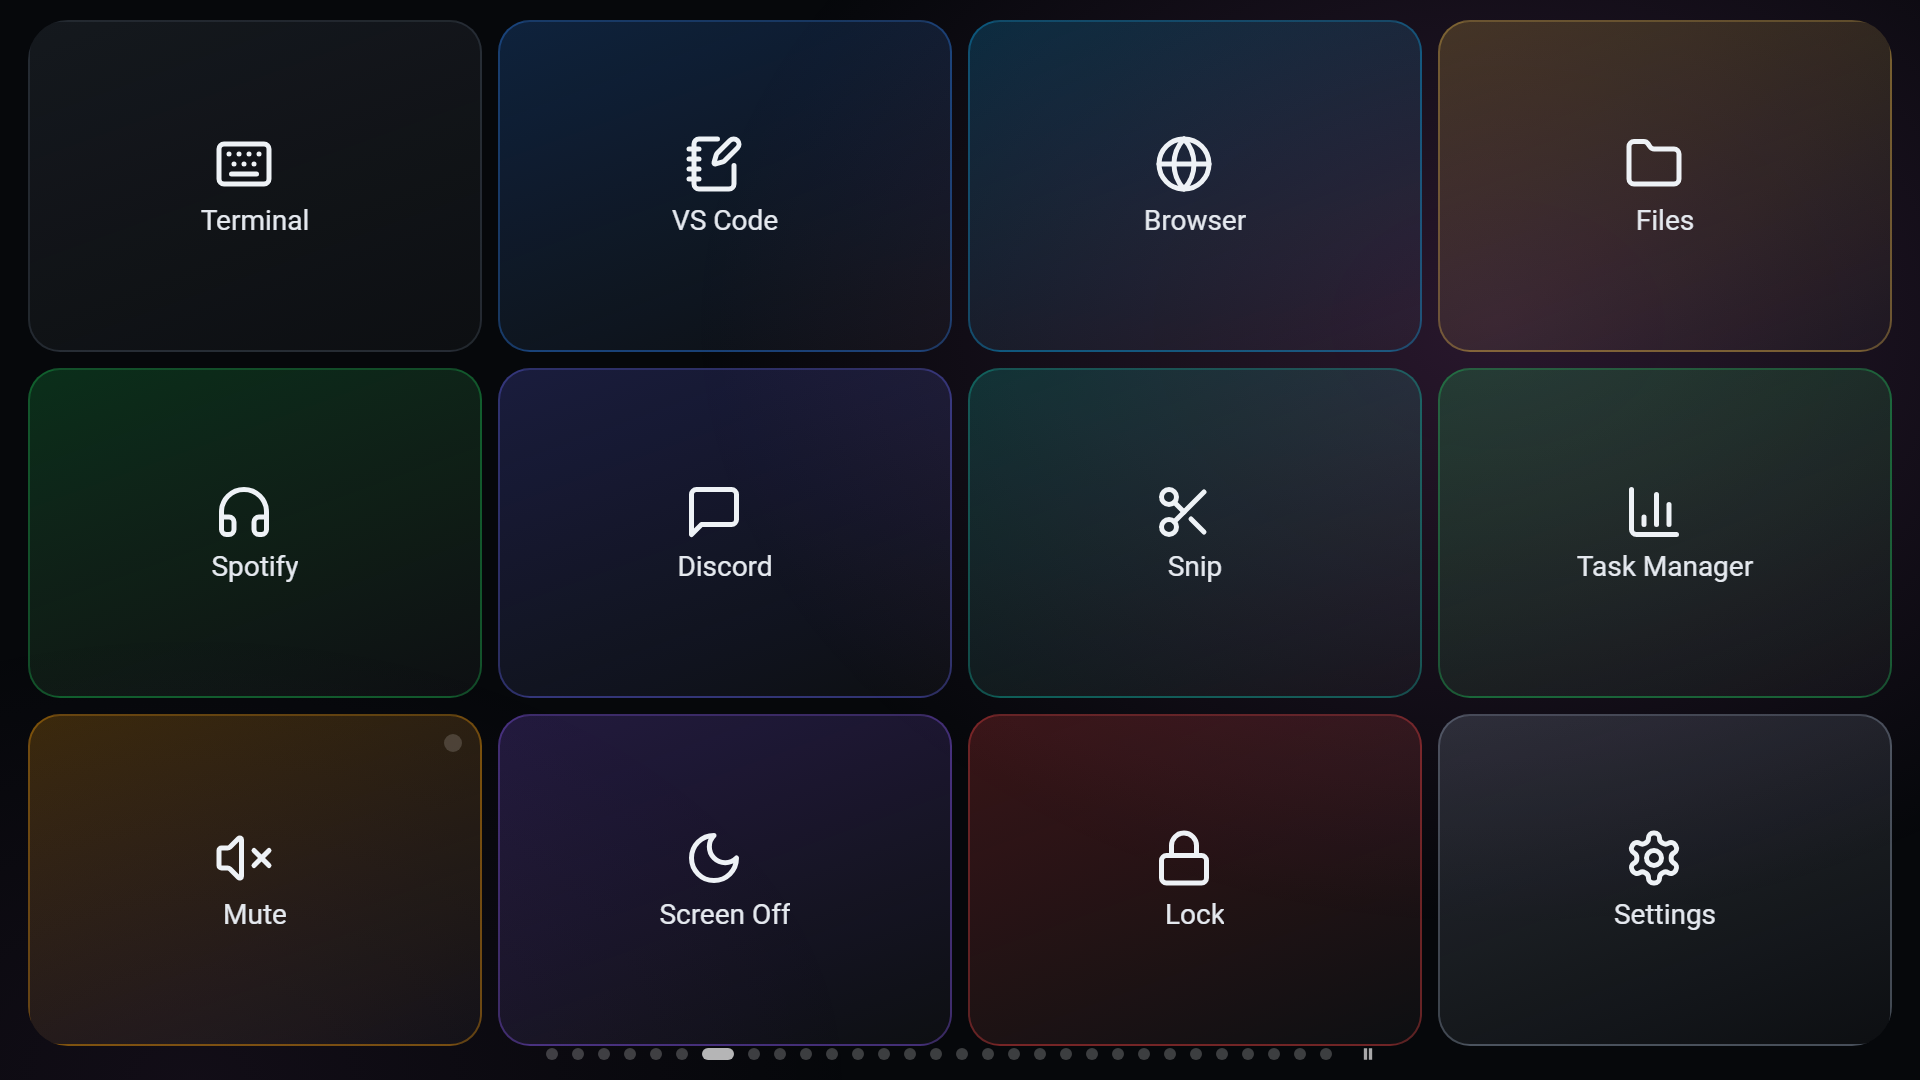 Terminal
VS Code
Browser
Files
Spotify
Discord
Snip
Task Manager
Mute
Screen Off
Lock
Settings